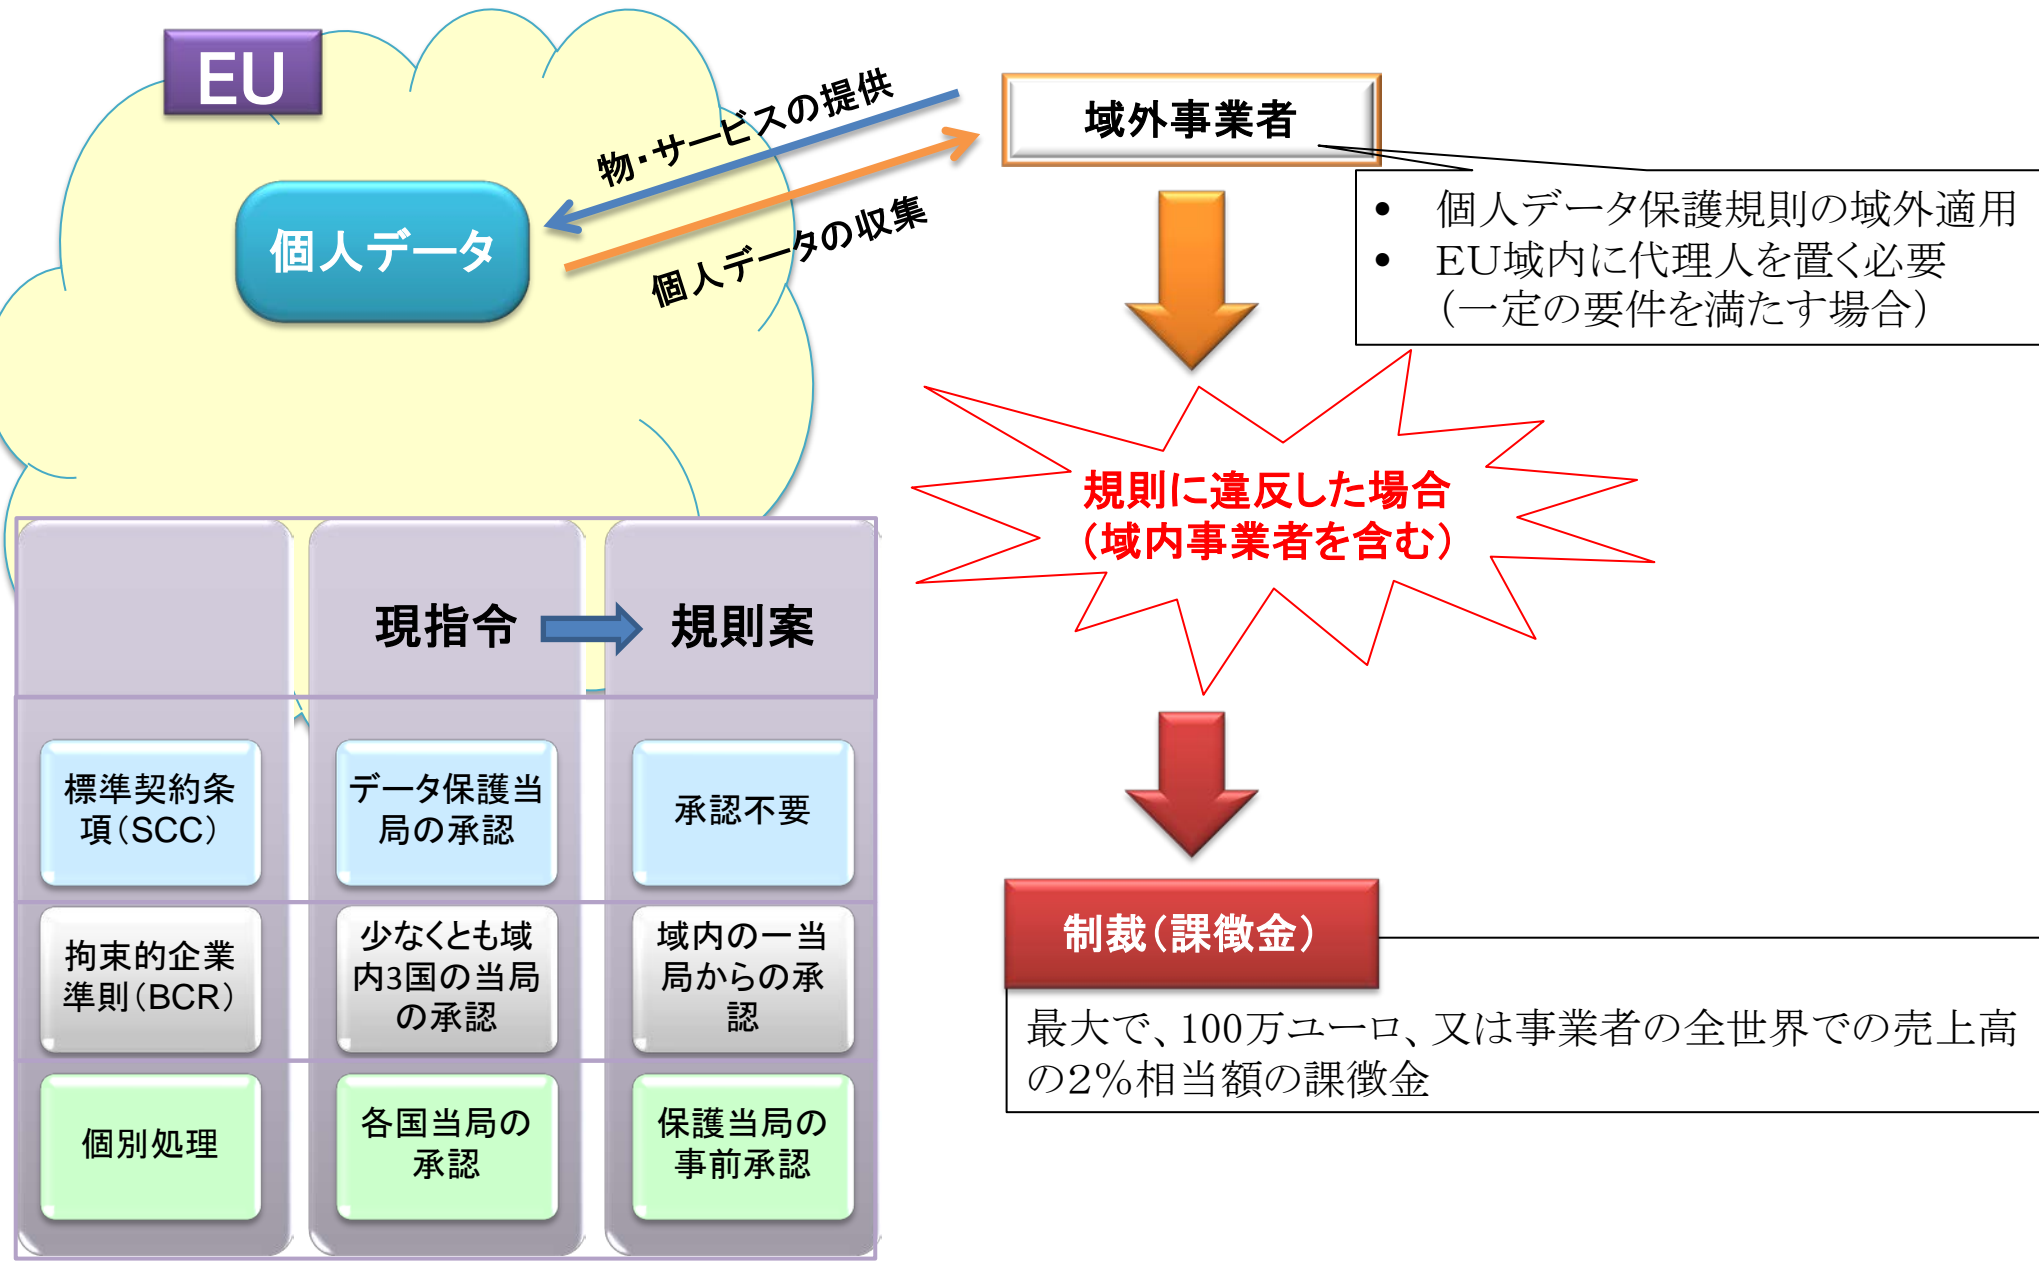 EU
個人データ
物・サービスの提供
個人データの収集
域外事業者
• 個人データ保護規則の域外適用
• EU域内に代理人を置く必要
（一定の要件を満たす場合）
規則に違反した場合
（域内事業者を含む）
制裁（課徴金）
最大で、100万ユーロ、又は事業者の全世界での売上高
の２％相当額の課徴金
現指令
規則案
標準契約条
項（SCC）
データ保護当
局の承認
承認不要
拘束的企業
準則（BCR）
少なくとも域
内3国の当局
の承認
域内の一当
局からの承
認
個別処理
各国当局の
承認
保護当局の
事前承認